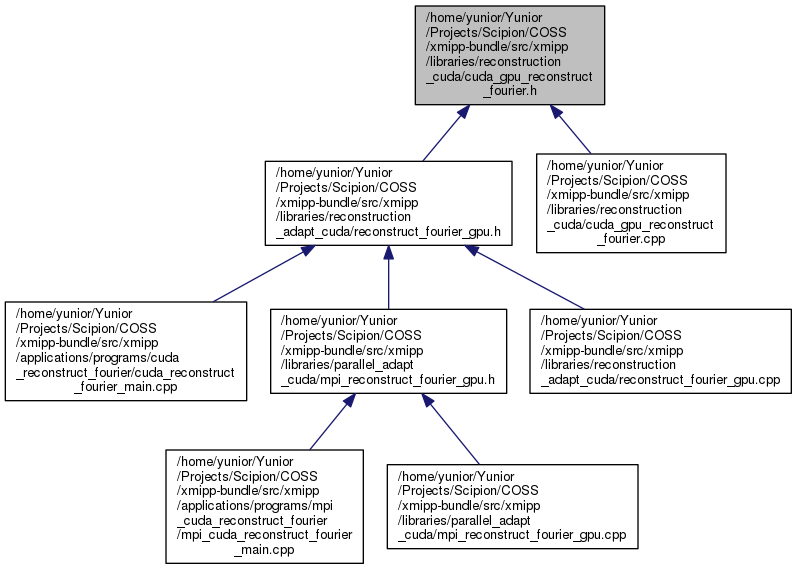 /home/yunior/Yunior
/Projects/Scipion/COSS
/xmipp-bundle/src/xmipp
/libraries/reconstruction
_cuda/cuda_gpu_reconstruct
_fourier.h
/home/yunior/Yunior
/Projects/Scipion/COSS
/xmipp-bundle/src/xmipp
/libraries/reconstruction
_adapt_cuda/reconstruct_fourier_gpu.h
/home/yunior/Yunior
/Projects/Scipion/COSS
/xmipp-bundle/src/xmipp
/libraries/reconstruction
_cuda/cuda_gpu_reconstruct
_fourier.cpp
/home/yunior/Yunior
/Projects/Scipion/COSS
/xmipp-bundle/src/xmipp
/applications/programs/cuda
_reconstruct_fourier/cuda_reconstruct
_fourier_main.cpp
/home/yunior/Yunior
/Projects/Scipion/COSS
/xmipp-bundle/src/xmipp
/libraries/parallel_adapt
_cuda/mpi_reconstruct_fourier_gpu.h
/home/yunior/Yunior
/Projects/Scipion/COSS
/xmipp-bundle/src/xmipp
/libraries/reconstruction
_adapt_cuda/reconstruct_fourier_gpu.cpp
/home/yunior/Yunior
/Projects/Scipion/COSS
/xmipp-bundle/src/xmipp
/applications/programs/mpi
_cuda_reconstruct_fourier
/mpi_cuda_reconstruct_fourier
_main.cpp
/home/yunior/Yunior
/Projects/Scipion/COSS
/xmipp-bundle/src/xmipp
/libraries/parallel_adapt
_cuda/mpi_reconstruct_fourier_gpu.cpp